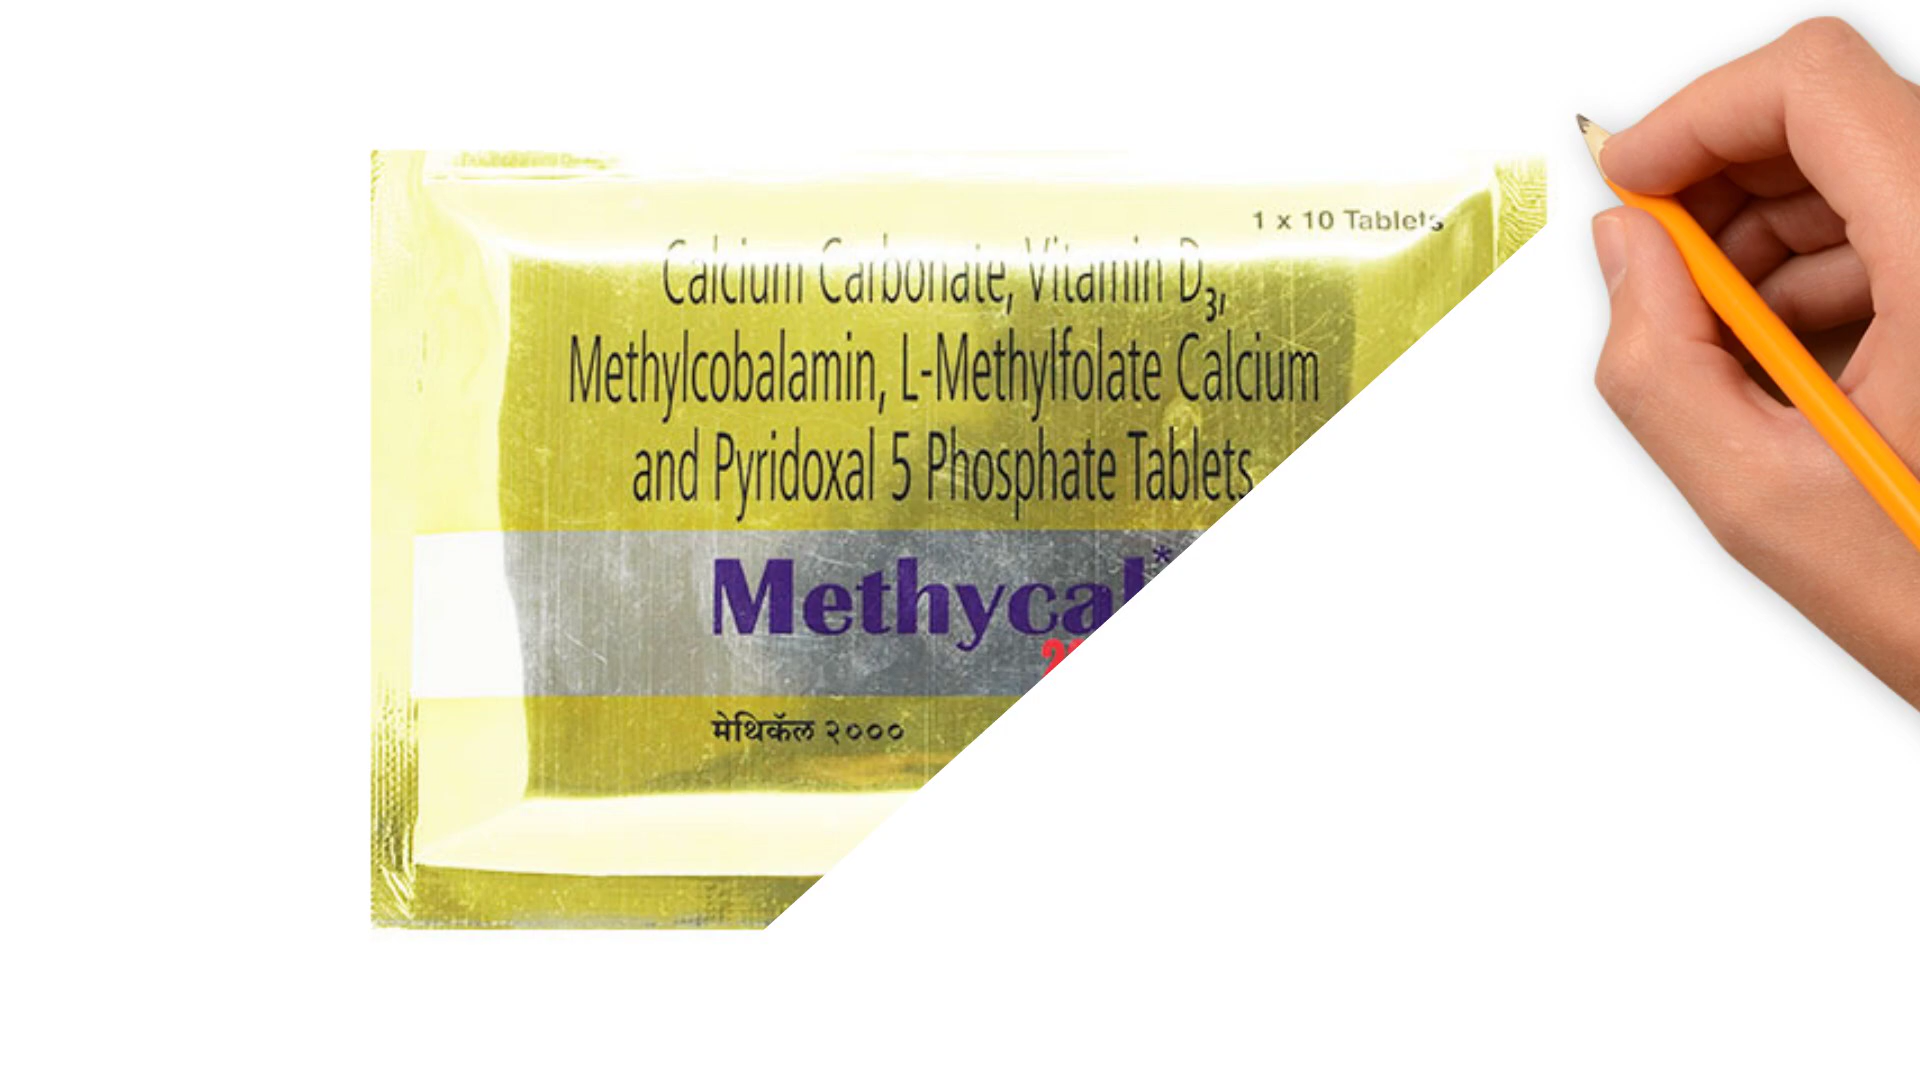 1 x 10 Tablets
Calcium Carbonate, Vitamin D3,
Methylcobalamin, L-Methylfolate Calcium
and Pyridoxal 5 Phosphate Tablets
Methycal*
मेथिकॅल २०००